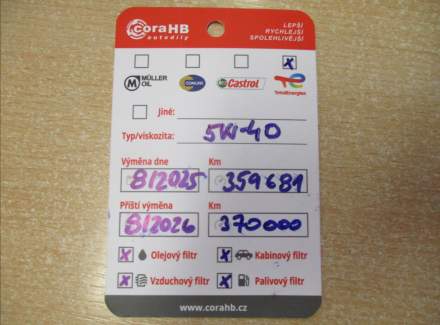 coraHB
autodíly
LEPŠÍ
RYCHLEJŠÍ
SPOLEHLIVĚJŠÍ
X
M MÜLLER OIL
Castrol
TotalEnergies
Jiné:
Typ/viskozita: 5W-40
Výměna dne Km
8/2025 359681
Příští výměna Km
8/2026 370000
X Olejový filtr X Kabinový filtr
X Vzduchový filtr X Palivový filtr
www.corahb.cz